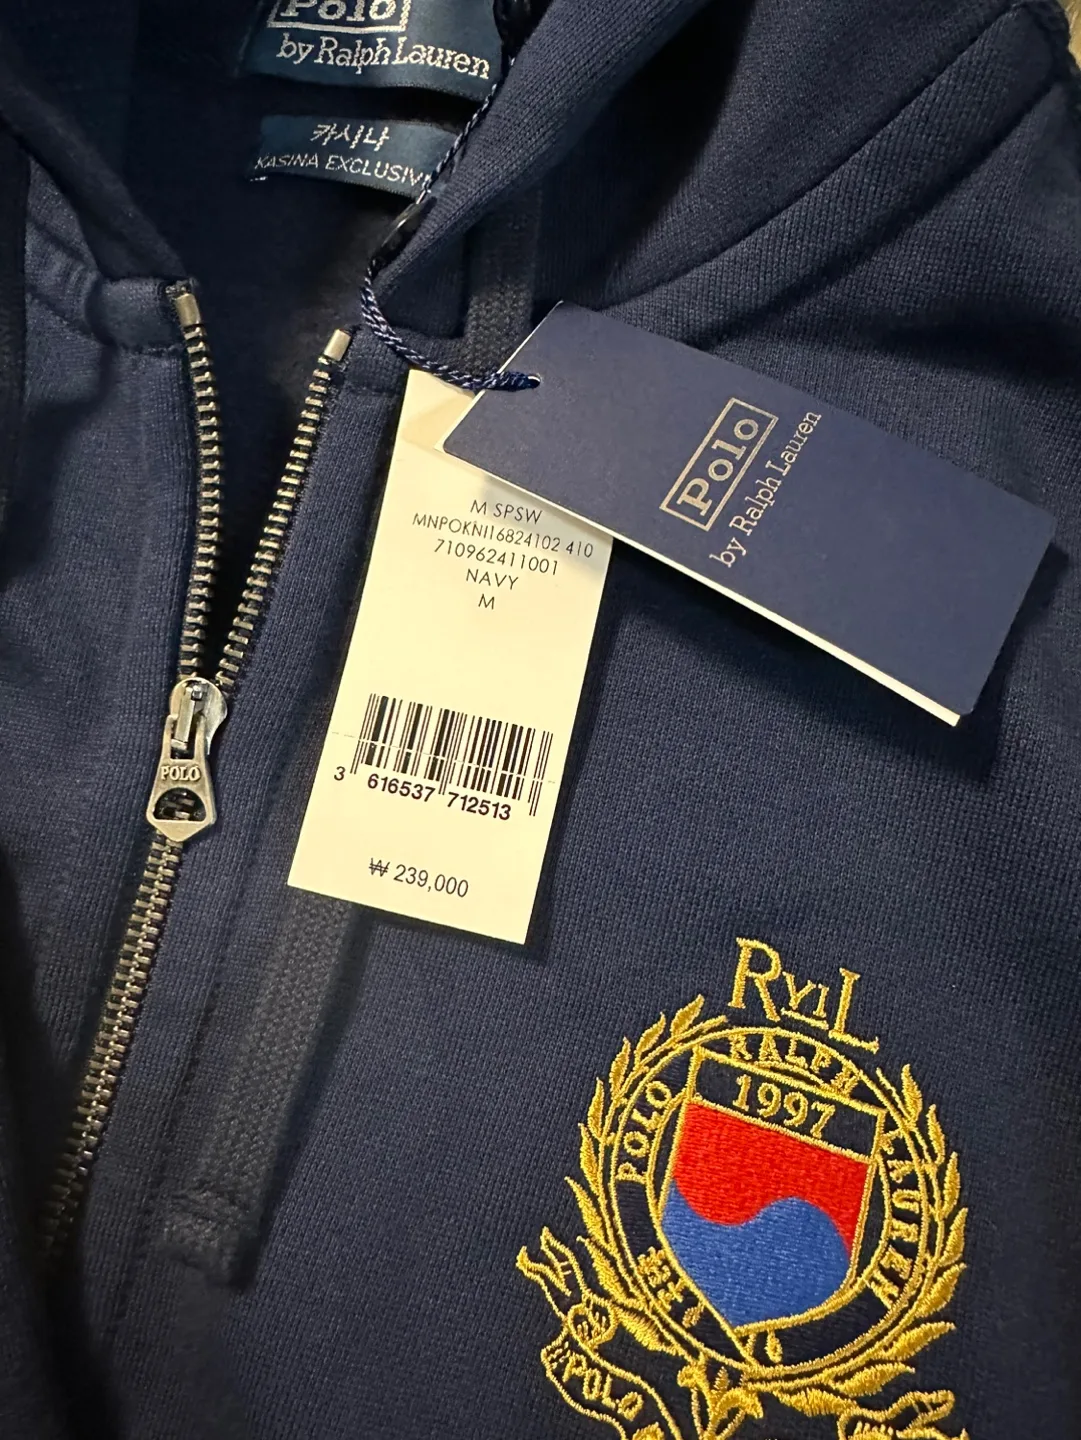 Polo
by Ralph Lauren
카시나
KASINA EXCLUSIV
Polo
by Ralph Lauren
M SPSW
MNPOKNI16824102 410
710962411001
NAVY
M
3 616537 712513
₩ 239,000
POLO
RYLL
POLO RALPH LAUREN
1997
POLO